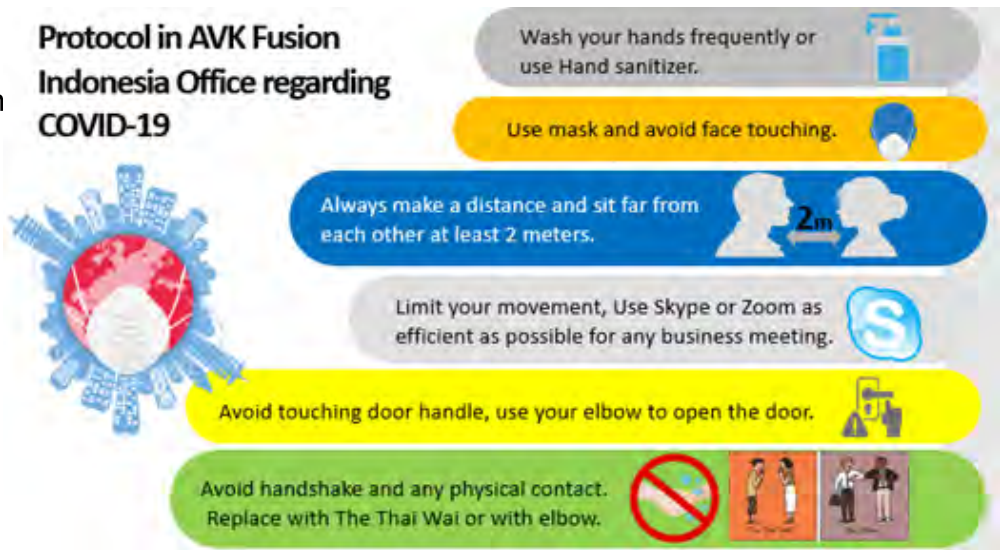 Protocol in AVK Fusion
Indonesia Office regarding
COVID-19
Wash your hands frequently or
use Hand sanitizer.
Use mask and avoid face touching.
Always make a distance and sit far from
each other at least 2 meters.
2m
Limit your movement, Use Skype or Zoom as
efficient as possible for any business meeting.
S
Avoid touching door handle, use your elbow to open the door.
Avoid handshake and any physical contact.
Replace with The Thai Wai or with elbow.